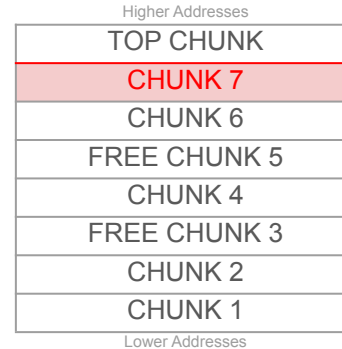 Higher Addresses
TOP CHUNK
CHUNK 7
CHUNK 6
FREE CHUNK 5
CHUNK 4
FREE CHUNK 3
CHUNK 2
CHUNK 1
Lower Addresses